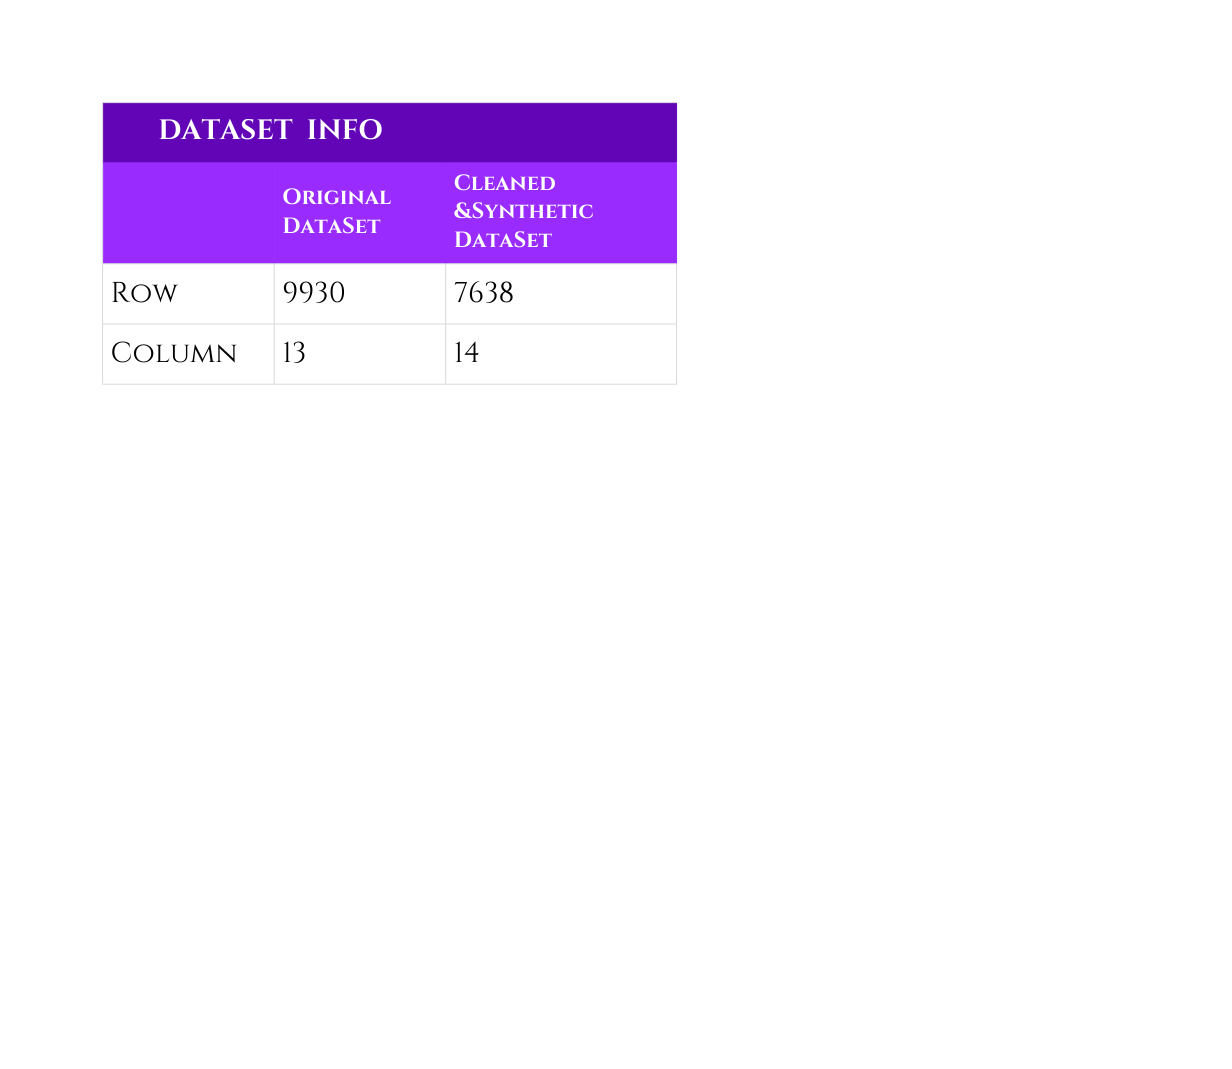 DATASET INFO
Original
DataSet
Cleaned
&Synthetic
DataSet
Row 9930 7638
Column 13 14